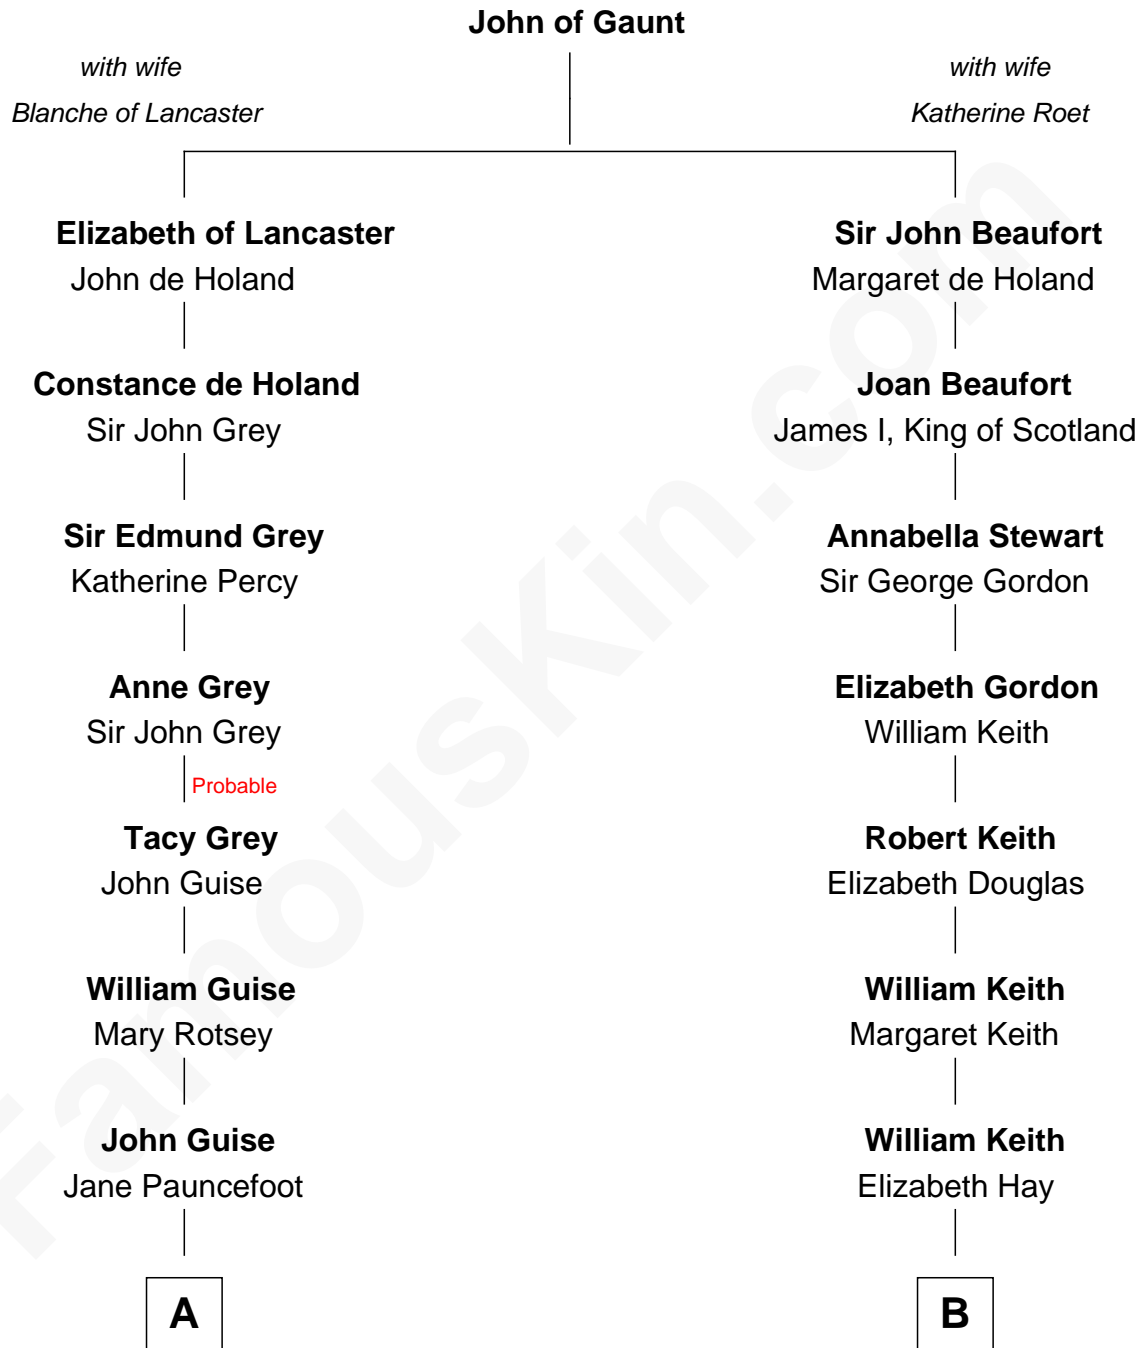 John of Gaunt
with wife
Blanche of Lancaster
with wife
Katherine Roet
Elizabeth of Lancaster
John de Holand
Sir John Beaufort
Margaret de Holand
Constance de Holand
Sir John Grey
Joan Beaufort
James I, King of Scotland
Sir Edmund Grey
Katherine Percy
Annabella Stewart
Sir George Gordon
Anne Grey
Sir John Grey
Elizabeth Gordon
William Keith
Probable
Tacy Grey
John Guise
Robert Keith
Elizabeth Douglas
William Guise
Mary Rotsey
William Keith
Margaret Keith
John Guise
Jane Pauncefoot
William Keith
Elizabeth Hay
A
B
FamousKin.com